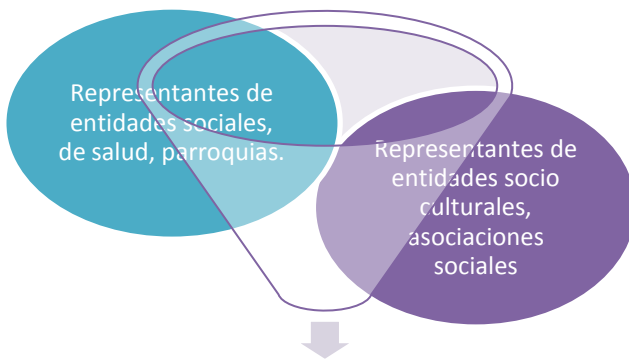 Representantes de
entidades sociales,
de salud, parroquias.
Representantes de
entidades socio
culturales,
asociaciones
sociales